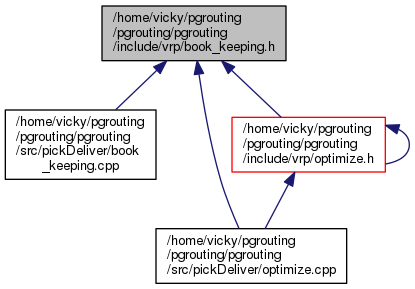 /home/vicky/pgrouting
/pgrouting/pgrouting
/include/vrp/book_keeping.h
/home/vicky/pgrouting
/pgrouting/pgrouting
/src/pickDeliver/book
_keeping.cpp
/home/vicky/pgrouting
/pgrouting/pgrouting
/include/vrp/optimize.h
/home/vicky/pgrouting
/pgrouting/pgrouting
/src/pickDeliver/optimize.cpp